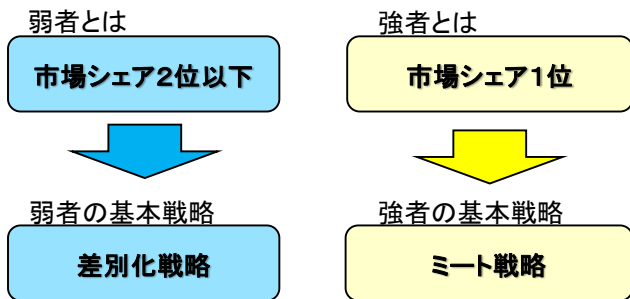 弱者とは
市場シェア2位以下
弱者の基本戦略
差別化戦略
強者とは
市場シェア1位
強者の基本戦略
ミート戦略